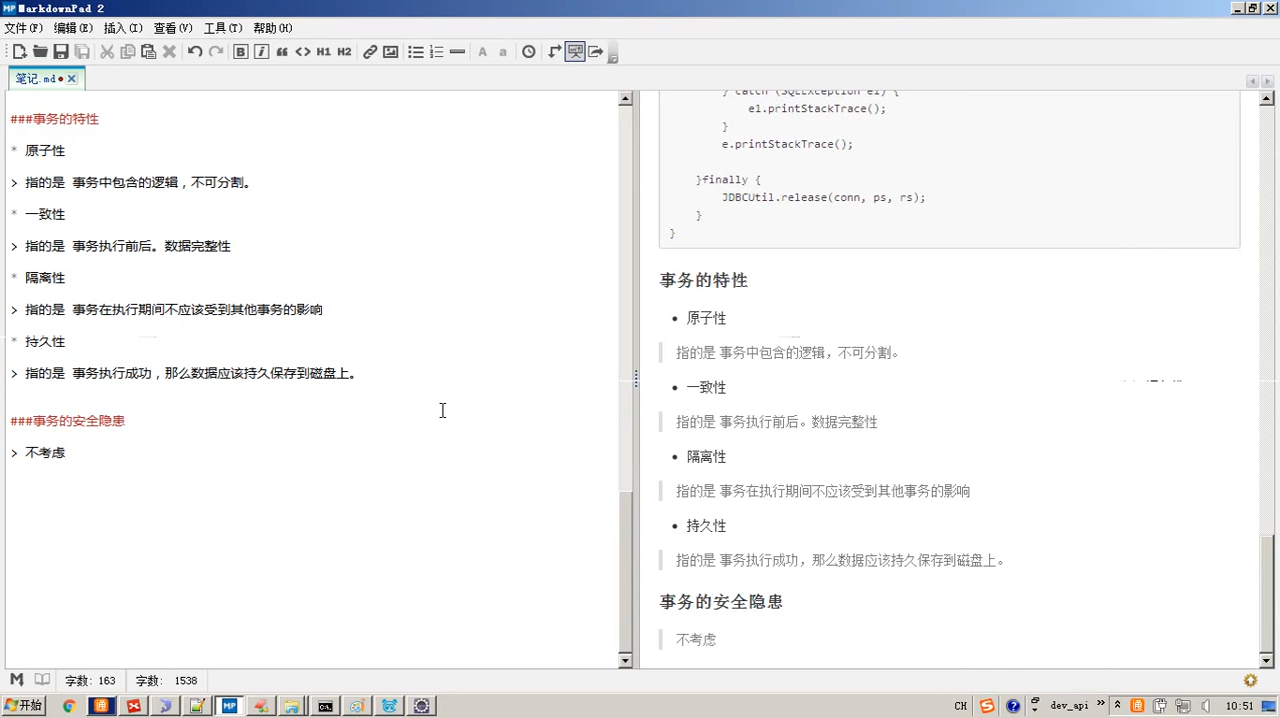 MarkdownPad 2
文件(F) 编辑(E) 插入(I) 查看(V) 工具(T) 帮助(H)
B i “ <> H1 H2 A a
笔记.md
###事务的特性
* 原子性
> 指的是 事务中包含的逻辑，不可分割。
* 一致性
> 指的是 事务执行前后。数据完整性
* 隔离性
> 指的是 事务在执行期间不应该受到其他事务的影响
* 持久性
> 指的是 事务执行成功，那么数据应该持久保存到磁盘上。
###事务的安全隐患
> 不考虑
} catch (SQLException e1) {
e1.printStackTrace();
}
e.printStackTrace();
}finally {
JDBCUtil.release(conn, ps, rs);
}
}
事务的特性
• 原子性
指的是 事务中包含的逻辑，不可分割。
• 一致性
指的是 事务执行前后。数据完整性
• 隔离性
指的是 事务在执行期间不应该受到其他事务的影响
• 持久性
指的是 事务执行成功，那么数据应该持久保存到磁盘上。
事务的安全隐患
不考虑
字数: 163 字数: 1538
开始 MP CH dev_api » 10:51